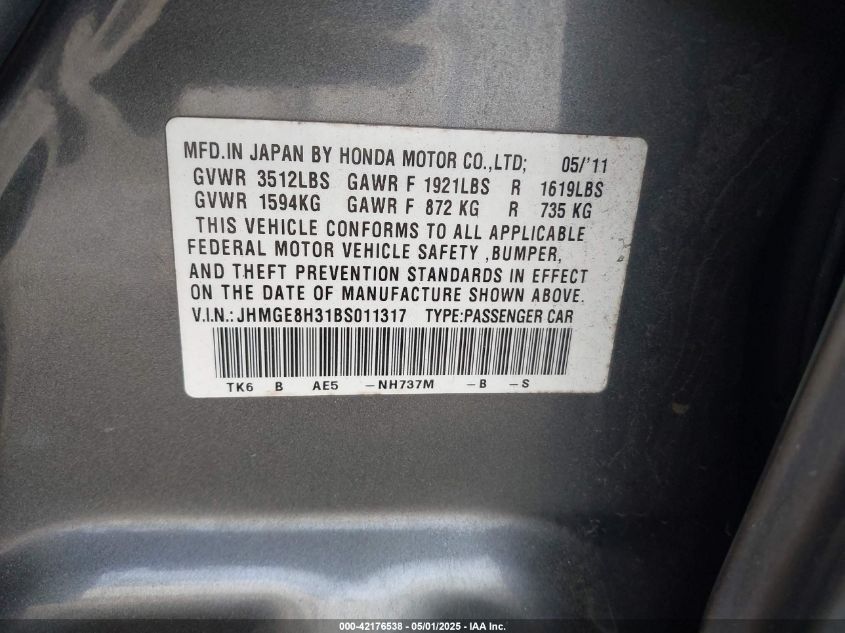 MFD.IN JAPAN BY HONDA MOTOR CO.,LTD; 05/'11
GVWR 3512LBS GAWR F 1921LBS R 1619LBS
GVWR 1594KG GAWR F 872 KG R 735 KG
THIS VEHICLE CONFORMS TO ALL APPLICABLE
FEDERAL MOTOR VEHICLE SAFETY ,BUMPER,
AND THEFT PREVENTION STANDARDS IN EFFECT
ON THE DATE OF MANUFACTURE SHOWN ABOVE.
V.I.N.: JHMGE8H31BS011317 TYPE:PASSENGER CAR
TK6 B AE5 -NH737M -B -S
000-42176538 - 05/01/2025 - IAA Inc.